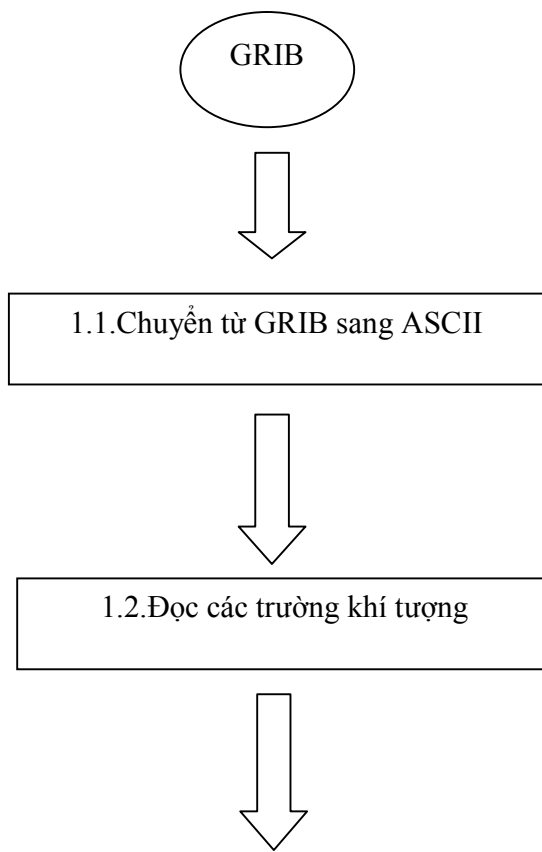 GRIB
1.1.Chuyển từ GRIB sang ASCII
1.2.Đọc các trường khí tượng